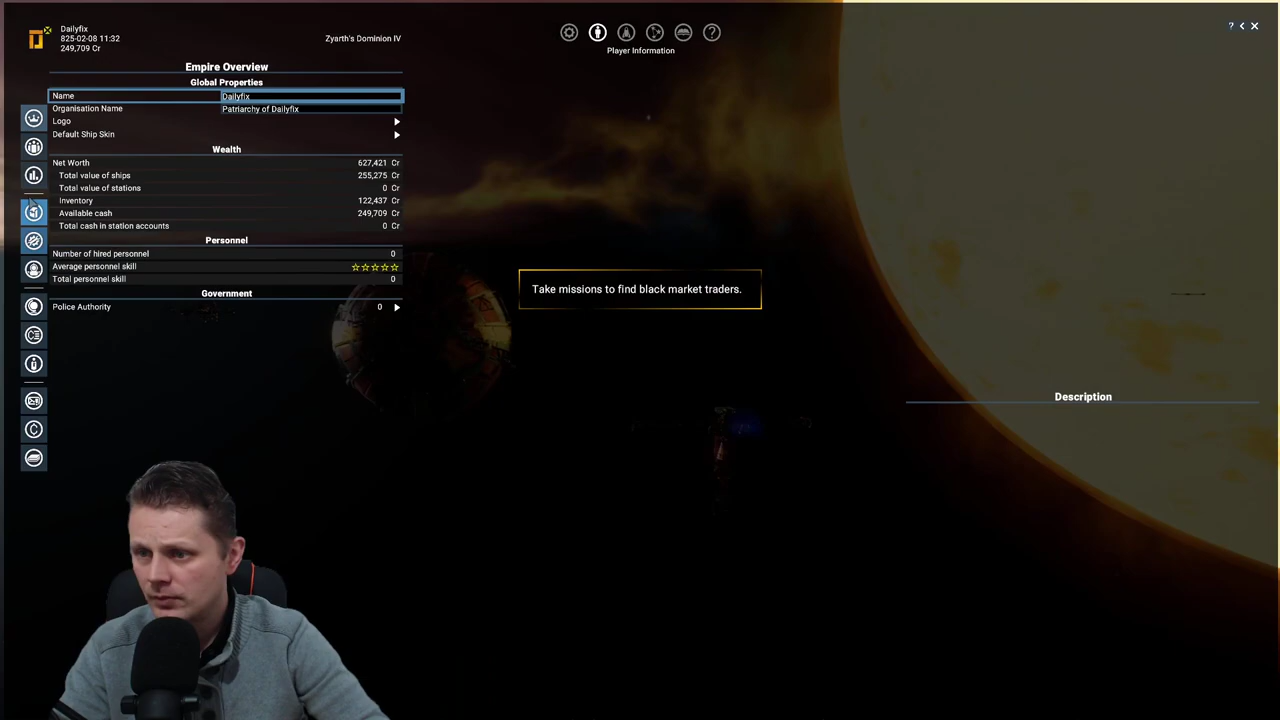 Dailyfix
825-02-08 11:32
249,709 Cr
Zyarth's Dominion IV
Player Information
? < ×
Empire Overview
Global Properties
Name Dailyfix
Organisation Name Patriarchy of Dailyfix
Logo
Default Ship Skin
Wealth
Net Worth 627,421 Cr
Total value of ships 255,275 Cr
Total value of stations 0 Cr
Inventory 122,437 Cr
Available cash 249,709 Cr
Total cash in station accounts 0 Cr
Personnel
Number of hired personnel 0
Average personnel skill ☆☆☆☆☆
Total personnel skill 0
Government
Police Authority 0
Take missions to find black market traders.
Description